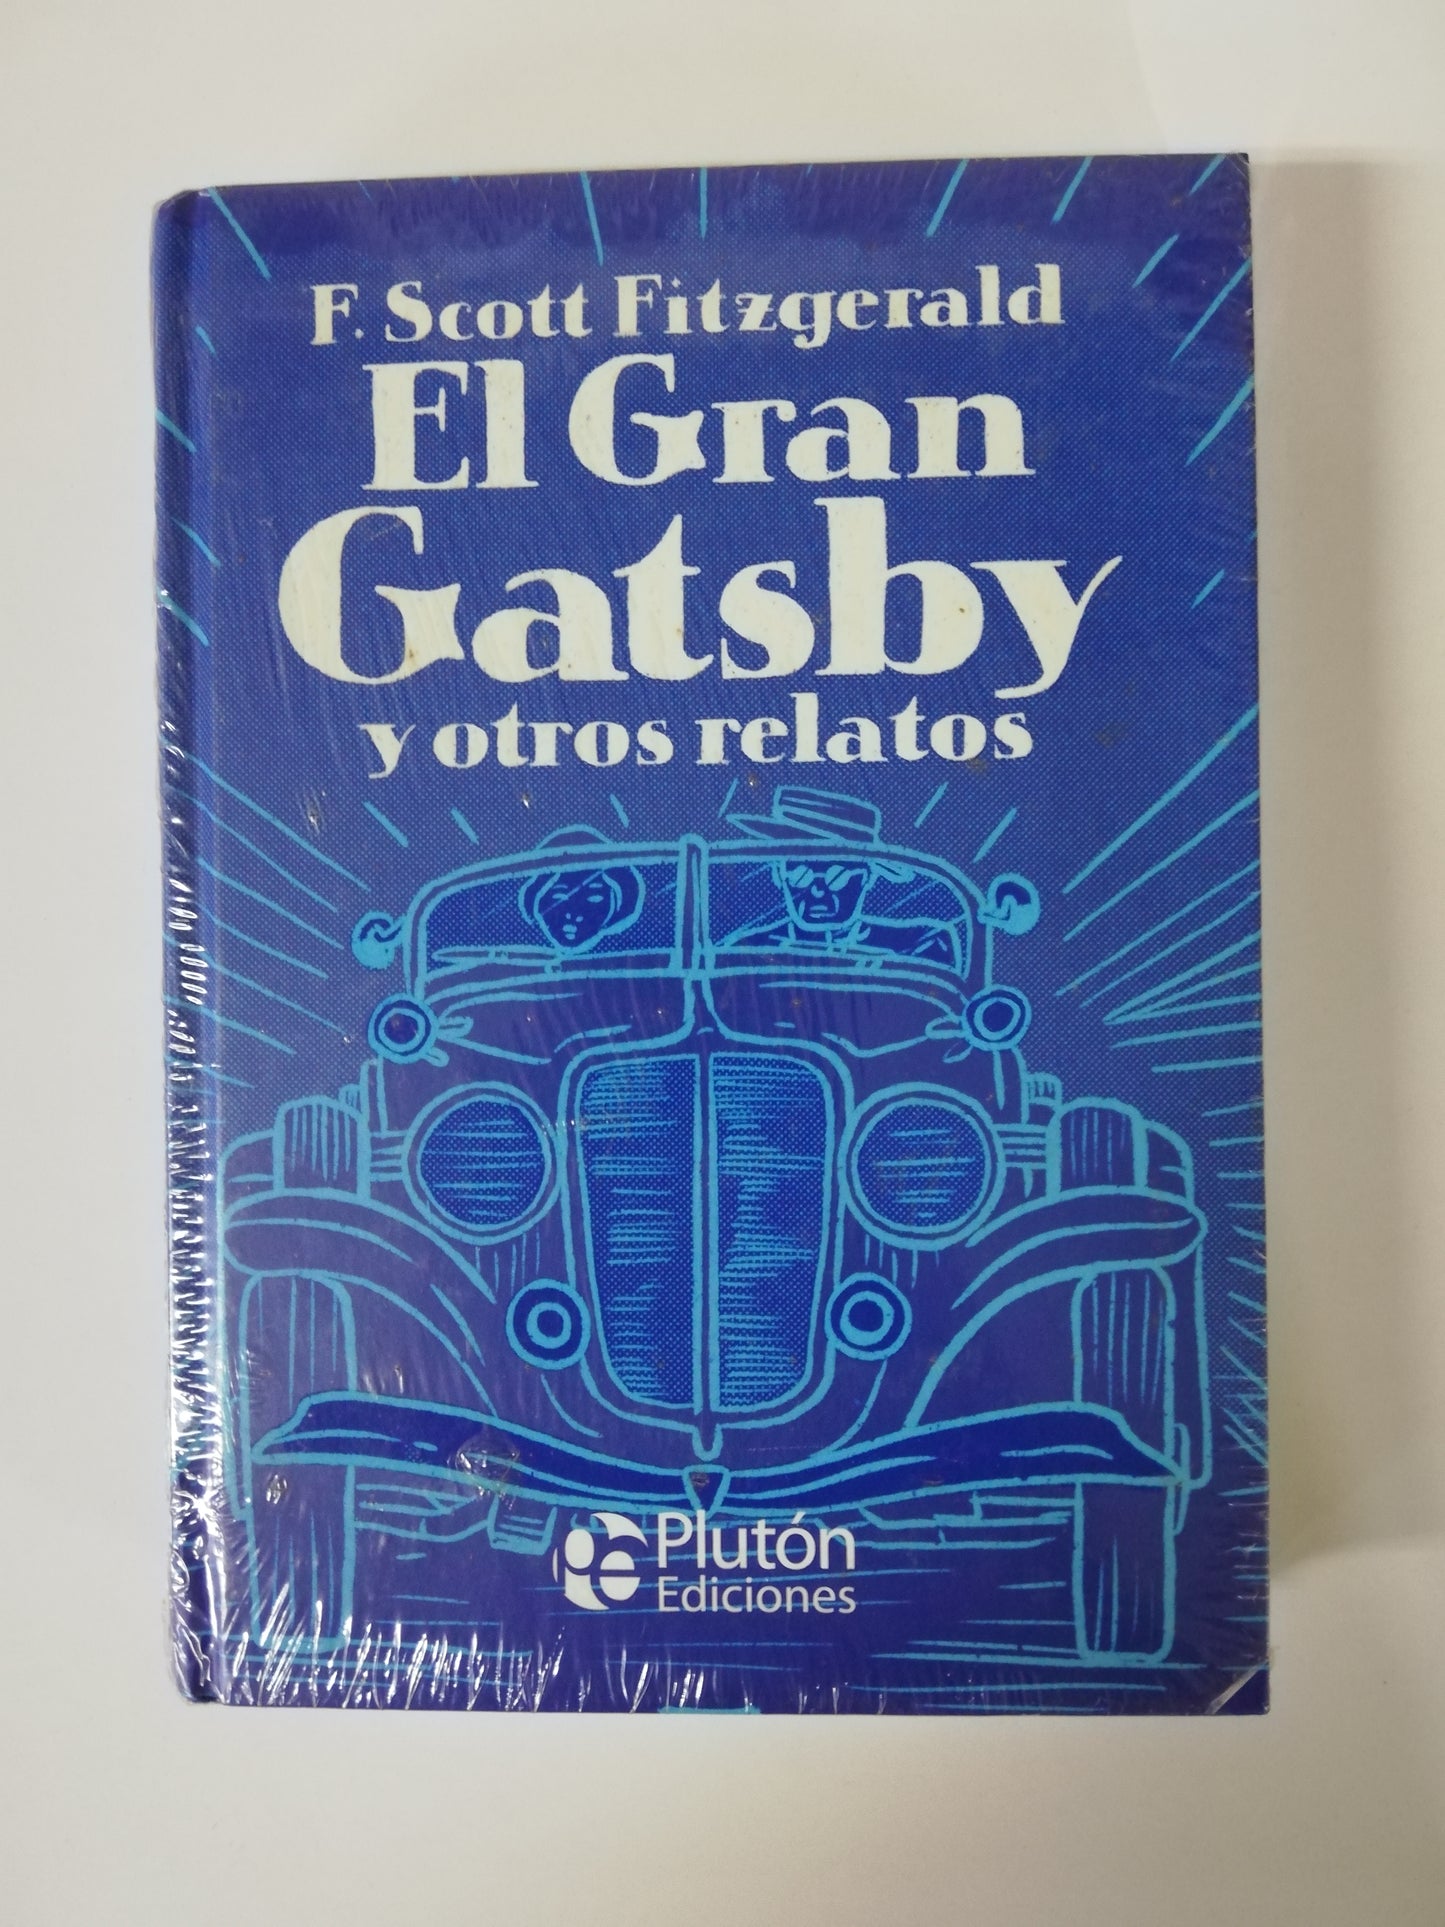 F. Scott Fitzgerald
El Gran
Gatsby
y otros relatos
Plutón
Ediciones